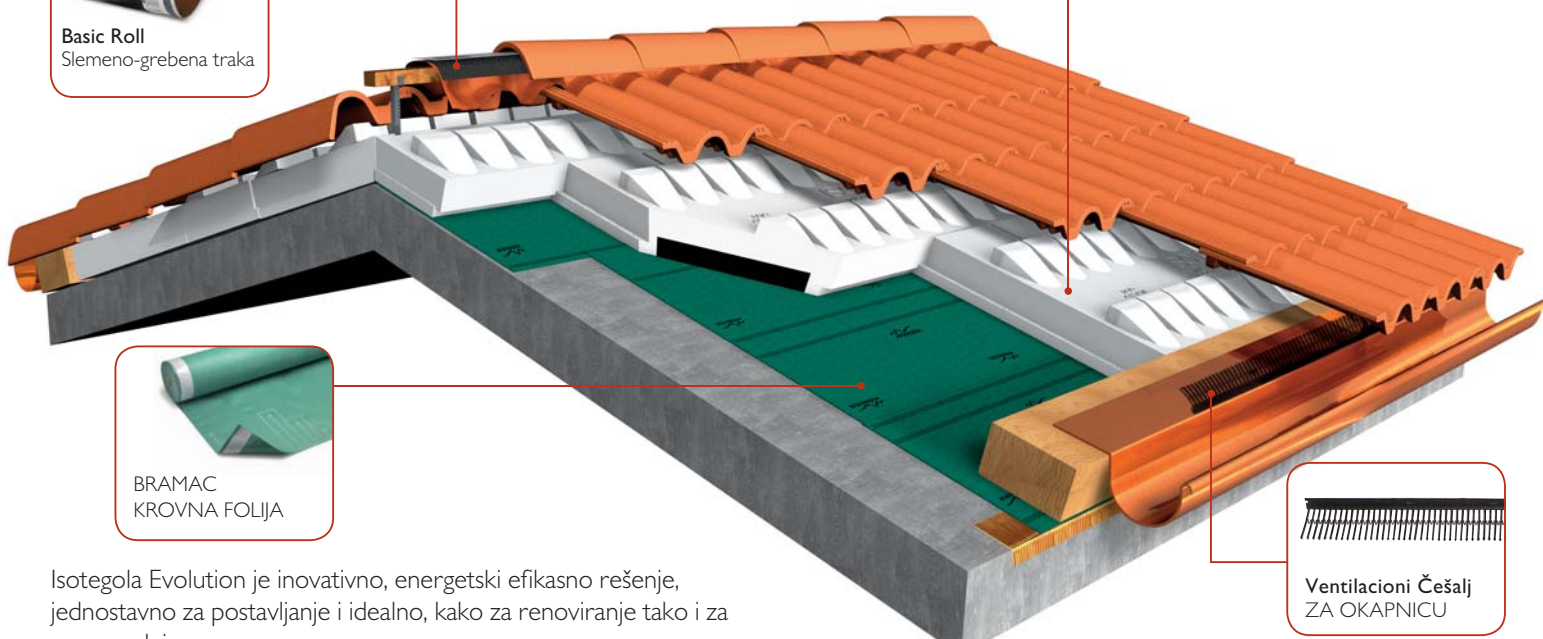 Basic Roll
Slemeno-grebena traka
BRAMAC
KROVNA FOLIJA
Ventilacioni Češalj
ZA OKAPNICU
Isotegola Evolution je inovativno, energetski efikasno rešenje,
jednostavno za postavljanje i idealno, kako za renoviranje tako i za